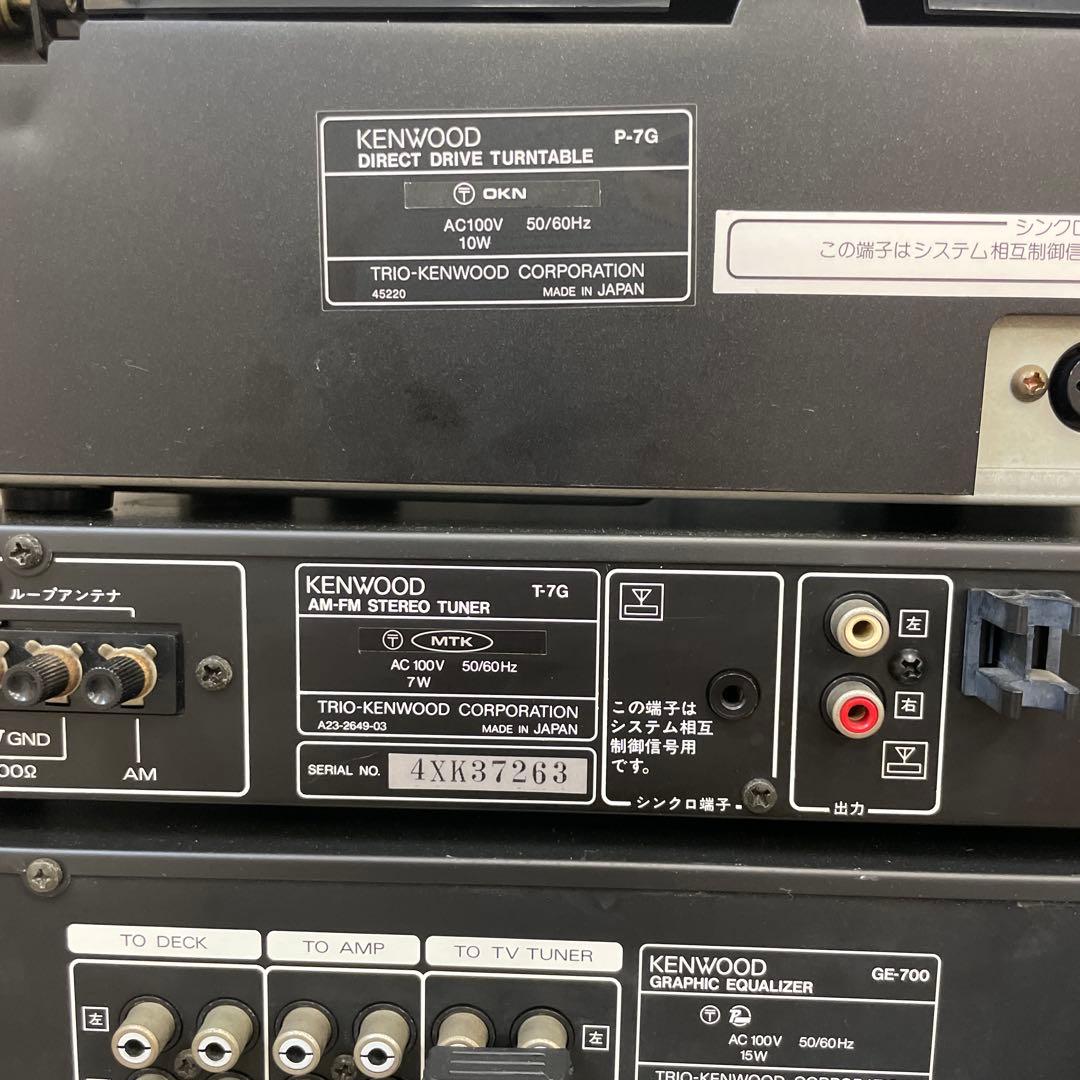 KENWOOD P-7G
DIRECT DRIVE TURNTABLE
〒 OKN
AC100V 50/60Hz
10W
TRIO-KENWOOD CORPORATION
45220 MADE IN JAPAN
シンクロ
この端子はシステム相互制御信
ループアンテナ
GND
00Ω
AM
KENWOOD T-7G
AM-FM STEREO TUNER
〒 MTK
AC 100V 50/60Hz
7W
TRIO-KENWOOD CORPORATION
A23-2649-03 MADE IN JAPAN
SERIAL NO. 4XK37263
この端子は
システム相互
制御信号用
です。
シンクロ端子
左
右
出力
TO DECK
TO AMP
TO TV TUNER
左
左
KENWOOD GE-700
GRAPHIC EQUALIZER
〒
AC 100V 50/60Hz
15W
TRIO-KENWOOD CORPORATION